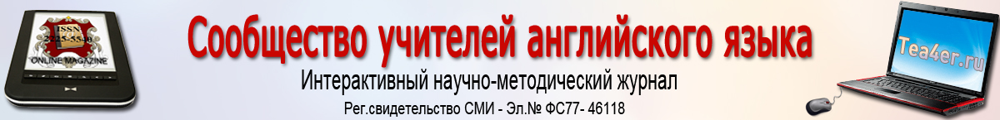 ISSN
2225-5540
ONLINE MAGAZINE
Сообщество учителей английского языка
Интерактивный научно-методический журнал
Рег.свидетельство СМИ - Эл.№ ФС77- 46118
Tea4er.ru